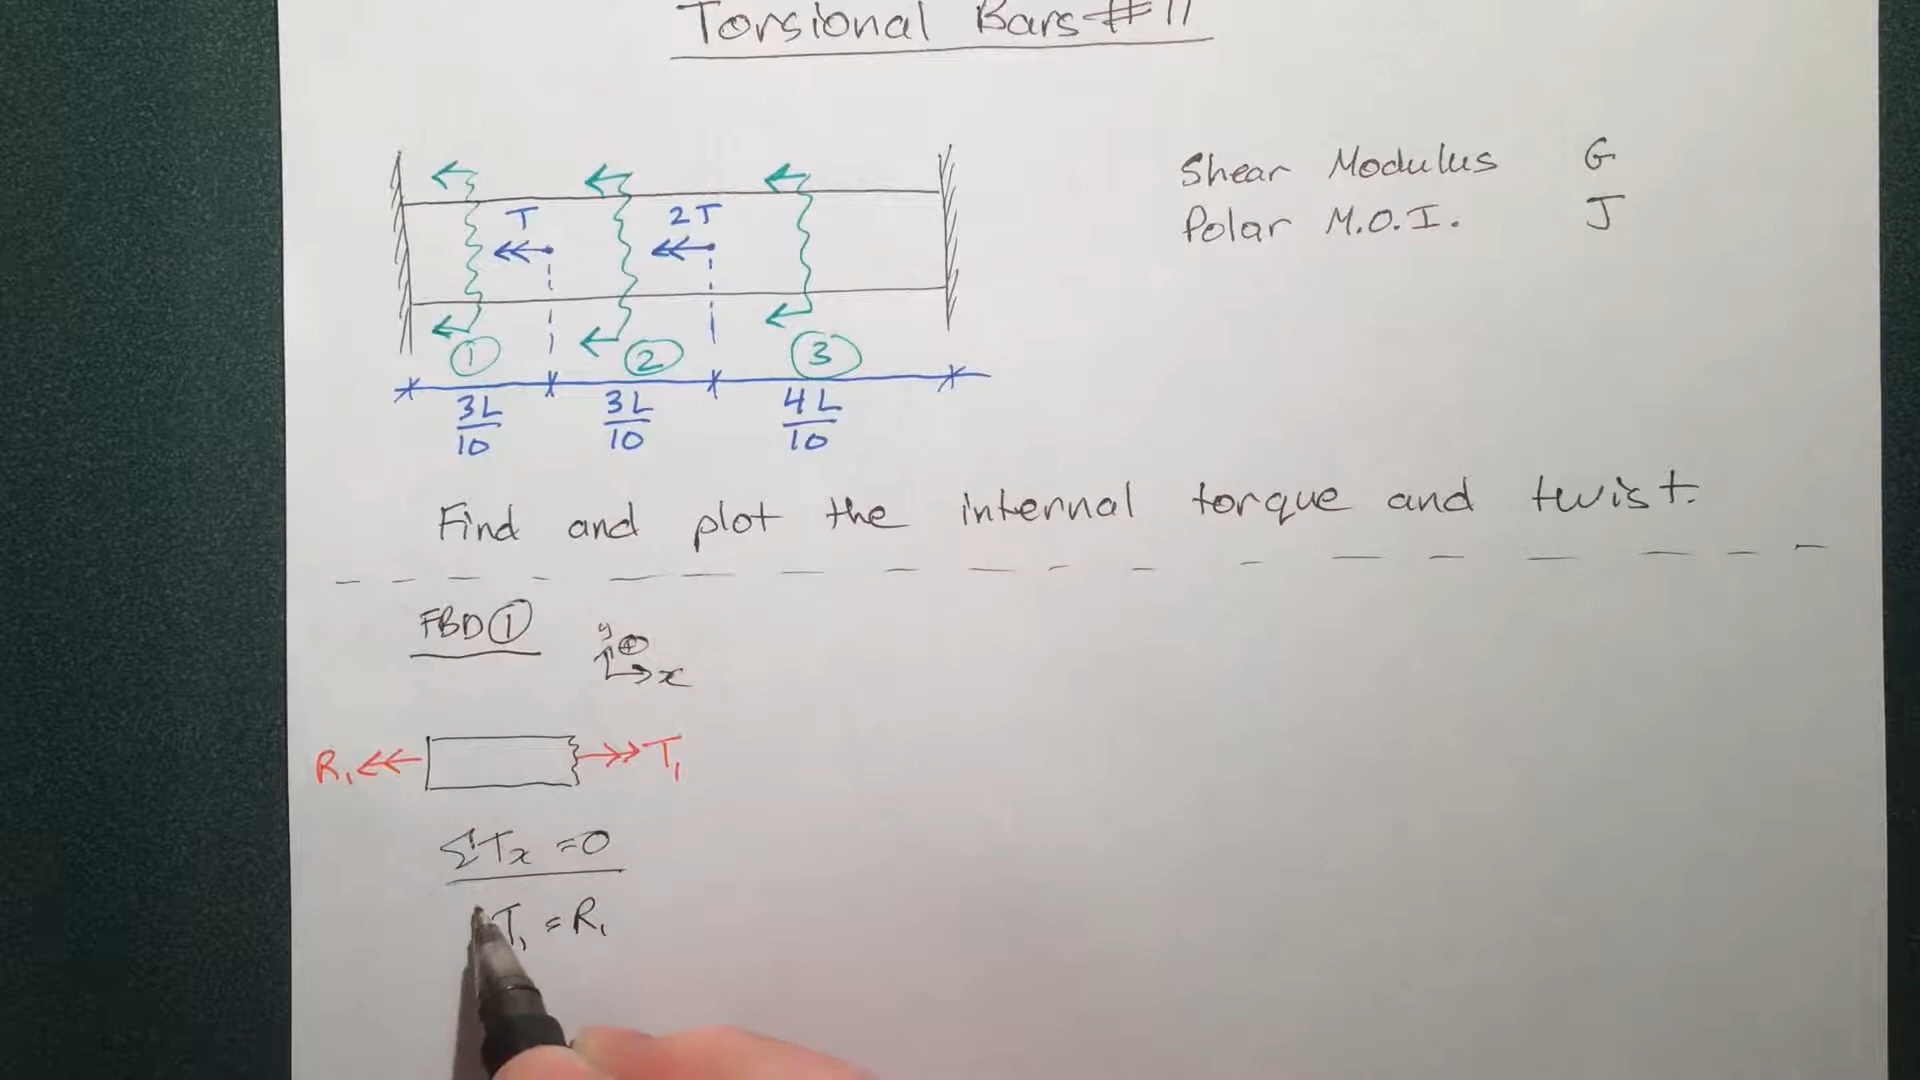 Torsional Bars #11
Shear Modulus G
Polar M.O.I. J
T
2T
1 2 3
3L/10 3L/10 4L/10
Find and plot the internal torque and twist.
FBD 1
y
+
x
R₁ T₁
ΣTx = 0
T₁ = R₁